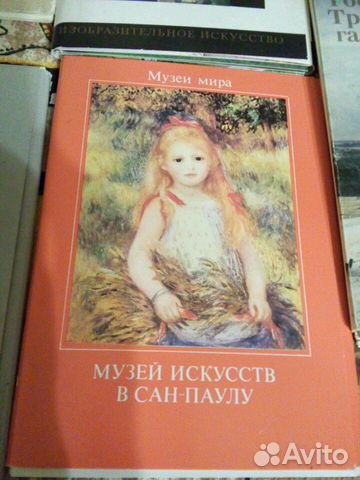 ИЗОБРАЗИТЕЛЬНОЕ ИСКУССТВО
Музеи мира
МУЗЕЙ ИСКУССТВ
В САН-ПАУЛУ
Avito